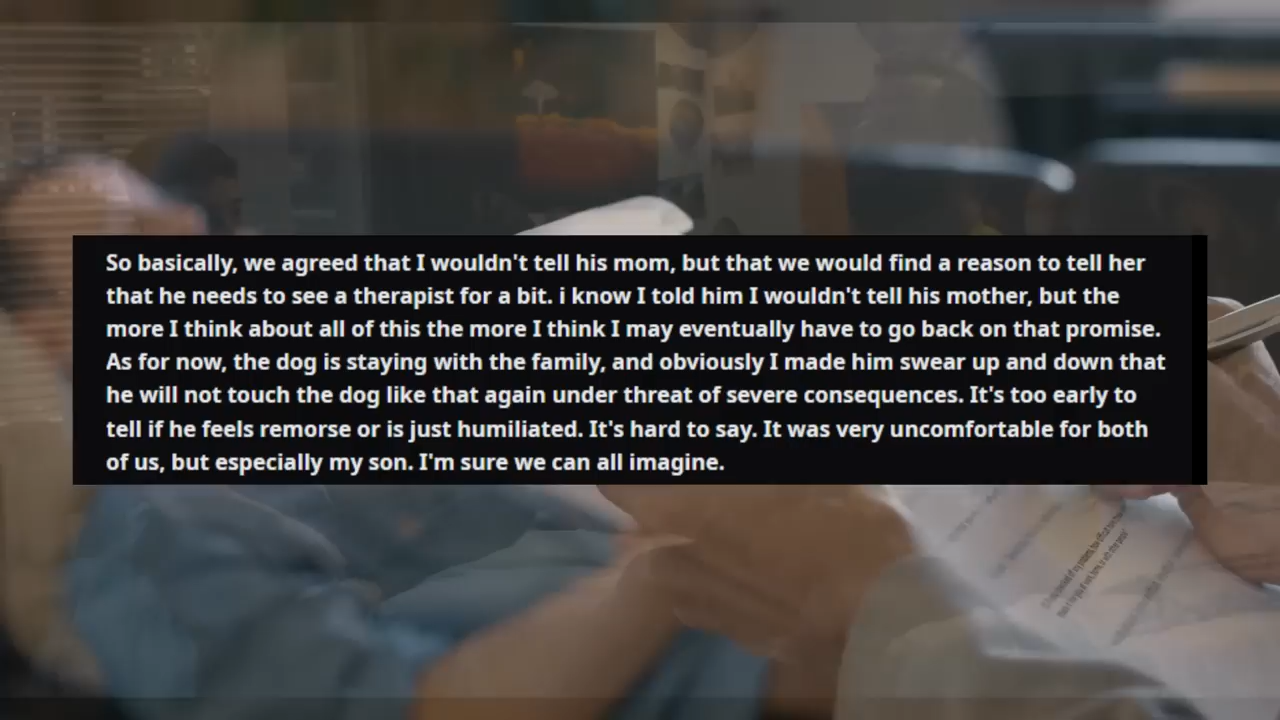 So basically, we agreed that I wouldn't tell his mom, but that we would find a reason to tell her
that he needs to see a therapist for a bit. i know I told him I wouldn't tell his mother, but the
more I think about all of this the more I think I may eventually have to go back on that promise.
As for now, the dog is staying with the family, and obviously I made him swear up and down that
he will not touch the dog like that again under threat of severe consequences. It's too early to
tell if he feels remorse or is just humiliated. It's hard to say. It was very uncomfortable for both
of us, but especially my son. I'm sure we can all imagine.